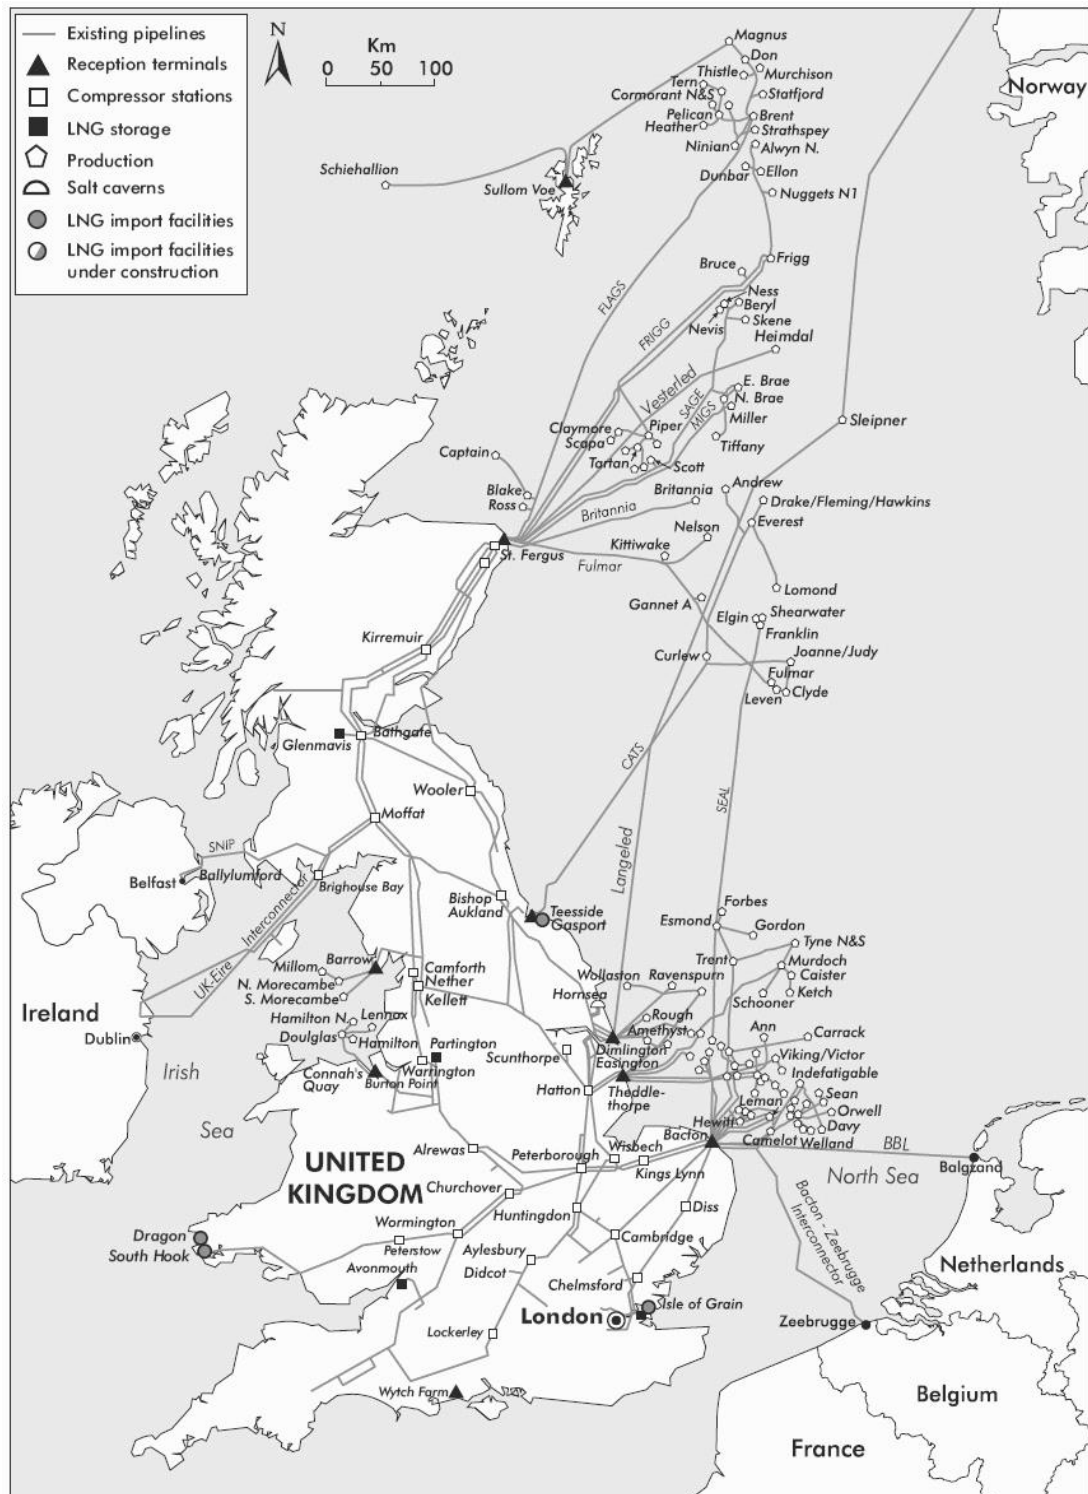 Existing pipelines
Reception terminals
Compressor stations
LNG storage
Production
Salt caverns
LNG import facilities
LNG import facilities
under construction
N
Km
0 50 100
Magnus
Don
Thistle
Murchison
Tern
Statfjord
Cormorant N&S
Pelican
Brent
Heather
Strathspey
Ninian
Alwyn N.
Dunbar
Ellon
Nuggets N1
Norway
Schiehallion
Sullom Voe
Bruce
Frigg
Ness
Beryl
Nevis
Skene
Heimdal
FLAGS
FRIGG
Vesterled
SAGE
MIGS
E. Brae
N. Brae
Miller
Tiffany
Sleipner
Claymore
Piper
Scapa
Tartan
Scott
Captain
Blake
Ross
Britannia
Britannia
Andrew
Drake/Fleming/Hawkins
Everest
Nelson
Kittiwake
St. Fergus
Fulmar
Lomond
Gannet A
Elgin
Shearwater
Franklin
Curlew
Joanne/Judy
Fulmar
Leven
Clyde
Kirremuir
Bathgate
Glenmavis
Wooler
CATS
SEAL
Langeled
Moffat
SNIP
Ballylumford
Belfast
Brighouse Bay
UK-Eire
Interconnector
Bishop
Aukland
Teesside
Gasport
Forbes
Esmond
Gordon
Tyne N&S
Trent
Murdoch
Caister
Ketch
Schooner
Wollaston
Ravenspurn
Hornsea
Rough
Amethyst
Ann
Carrack
Barrow
Millom
N. Morecambe
S. Morecambe
Camforth
Nether
Kellett
Hamilton N.
Lennox
Doulglas
Hamilton
Partington
Warrington
Connah's
Quay
Burton Point
Scunthorpe
Dimlington
Easington
Hatton
Theddle-
thorpe
Viking/Victor
Indefatigable
Leman
Sean
Orwell
Hewitt
Davy
Camelot
Welland
Bacton
BBL
Balgzand
North Sea
Ireland
Dublin
Irish
Sea
UNITED
KINGDOM
Alrewas
Peterborough
Wisbech
Kings Lynn
Churchover
Huntingdon
Diss
Wormington
Peterstow
Cambridge
Dragon
South Hook
Aylesbury
Didcot
Avonmouth
Chelmsford
Isle of Grain
London
Lockerley
Wytch Farm
Bacton - Zeebrugge
Interconnector
Zeebrugge
Netherlands
Belgium
France